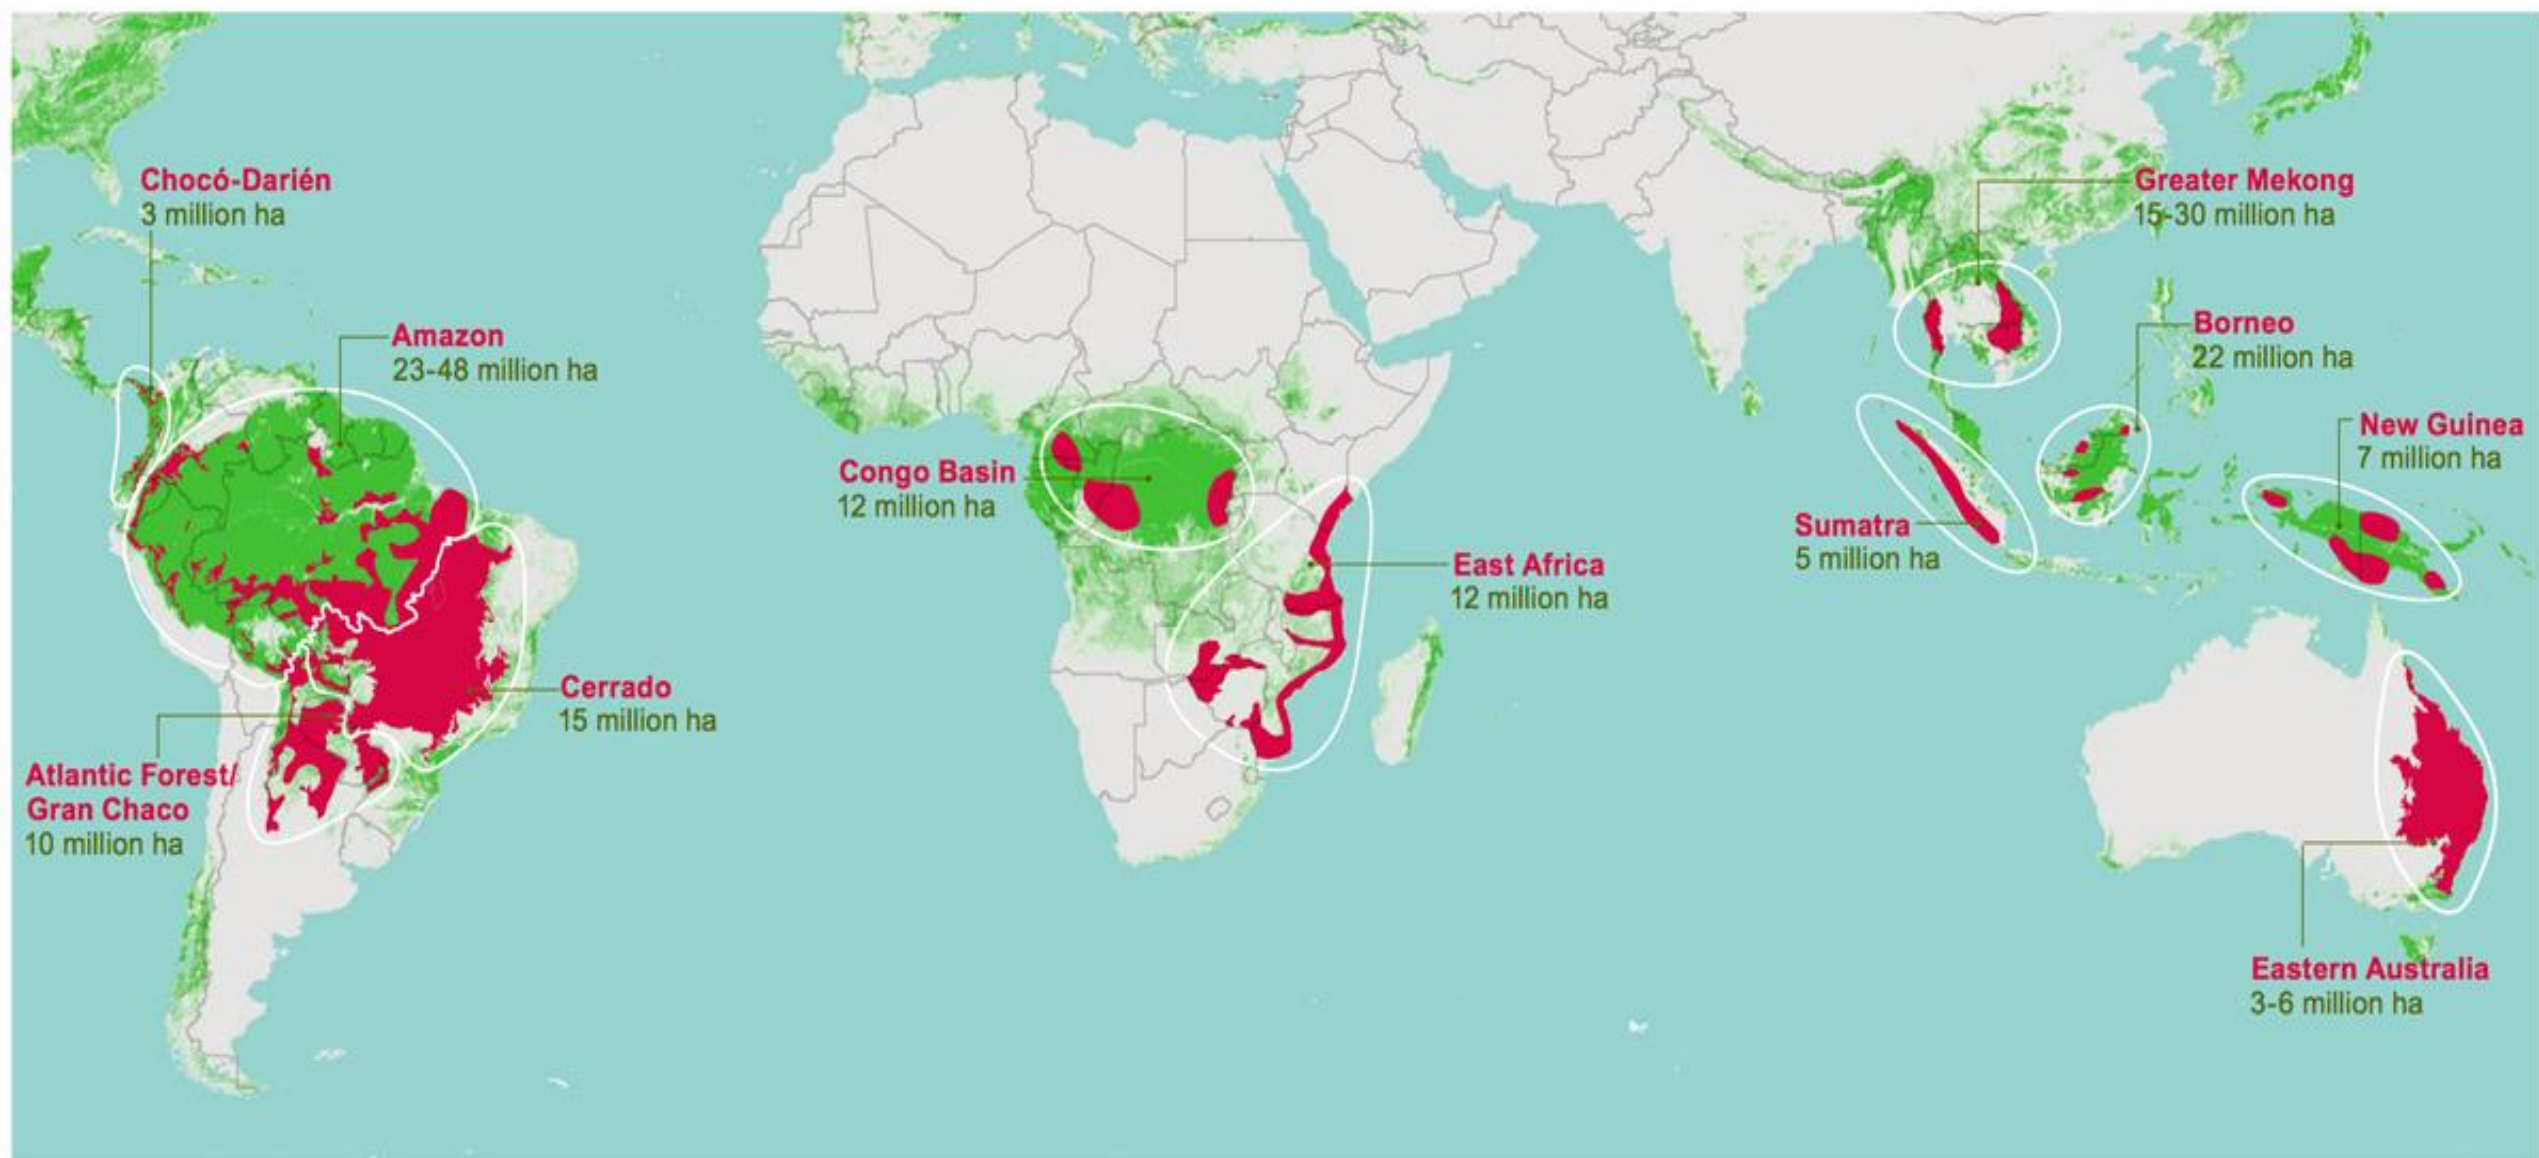 Chocó-Darién
3 million ha
Amazon
23-48 million ha
Cerrado
15 million ha
Atlantic Forest/
Gran Chaco
10 million ha
Congo Basin
12 million ha
East Africa
12 million ha
Greater Mekong
15-30 million ha
Borneo
22 million ha
New Guinea
7 million ha
Sumatra
5 million ha
Eastern Australia
3-6 million ha